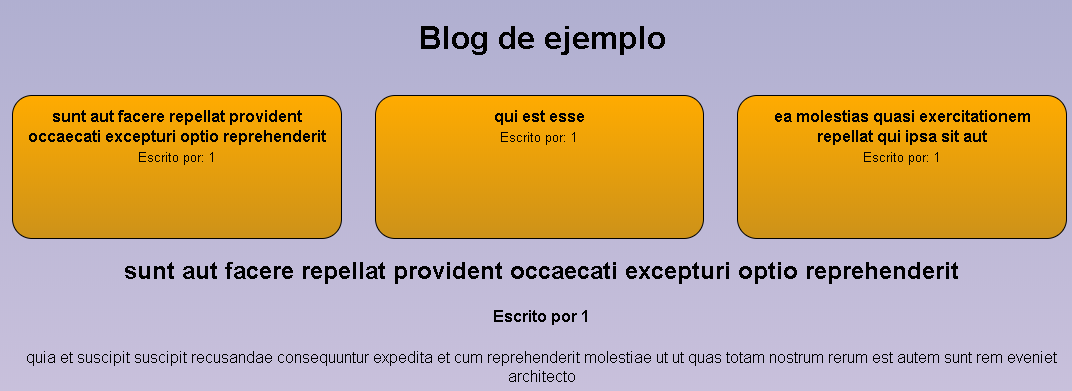 Blog de ejemplo
sunt aut facere repellat provident
occaecati excepturi optio reprehenderit
Escrito por: 1
qui est esse
Escrito por: 1
ea molestias quasi exercitationem
repellat qui ipsa sit aut
Escrito por: 1
sunt aut facere repellat provident occaecati excepturi optio reprehenderit
Escrito por 1
quia et suscipit suscipit recusandae consequuntur expedita et cum reprehenderit molestiae ut ut quas totam nostrum rerum est autem sunt rem eveniet
architecto